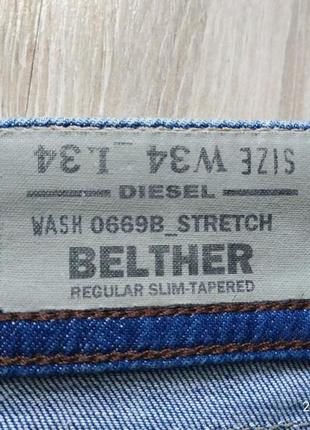 SIZE W34 L34
DIESEL
WASH 0669B_STRETCH
BELTHER
REGULAR SLIM-TAPERED